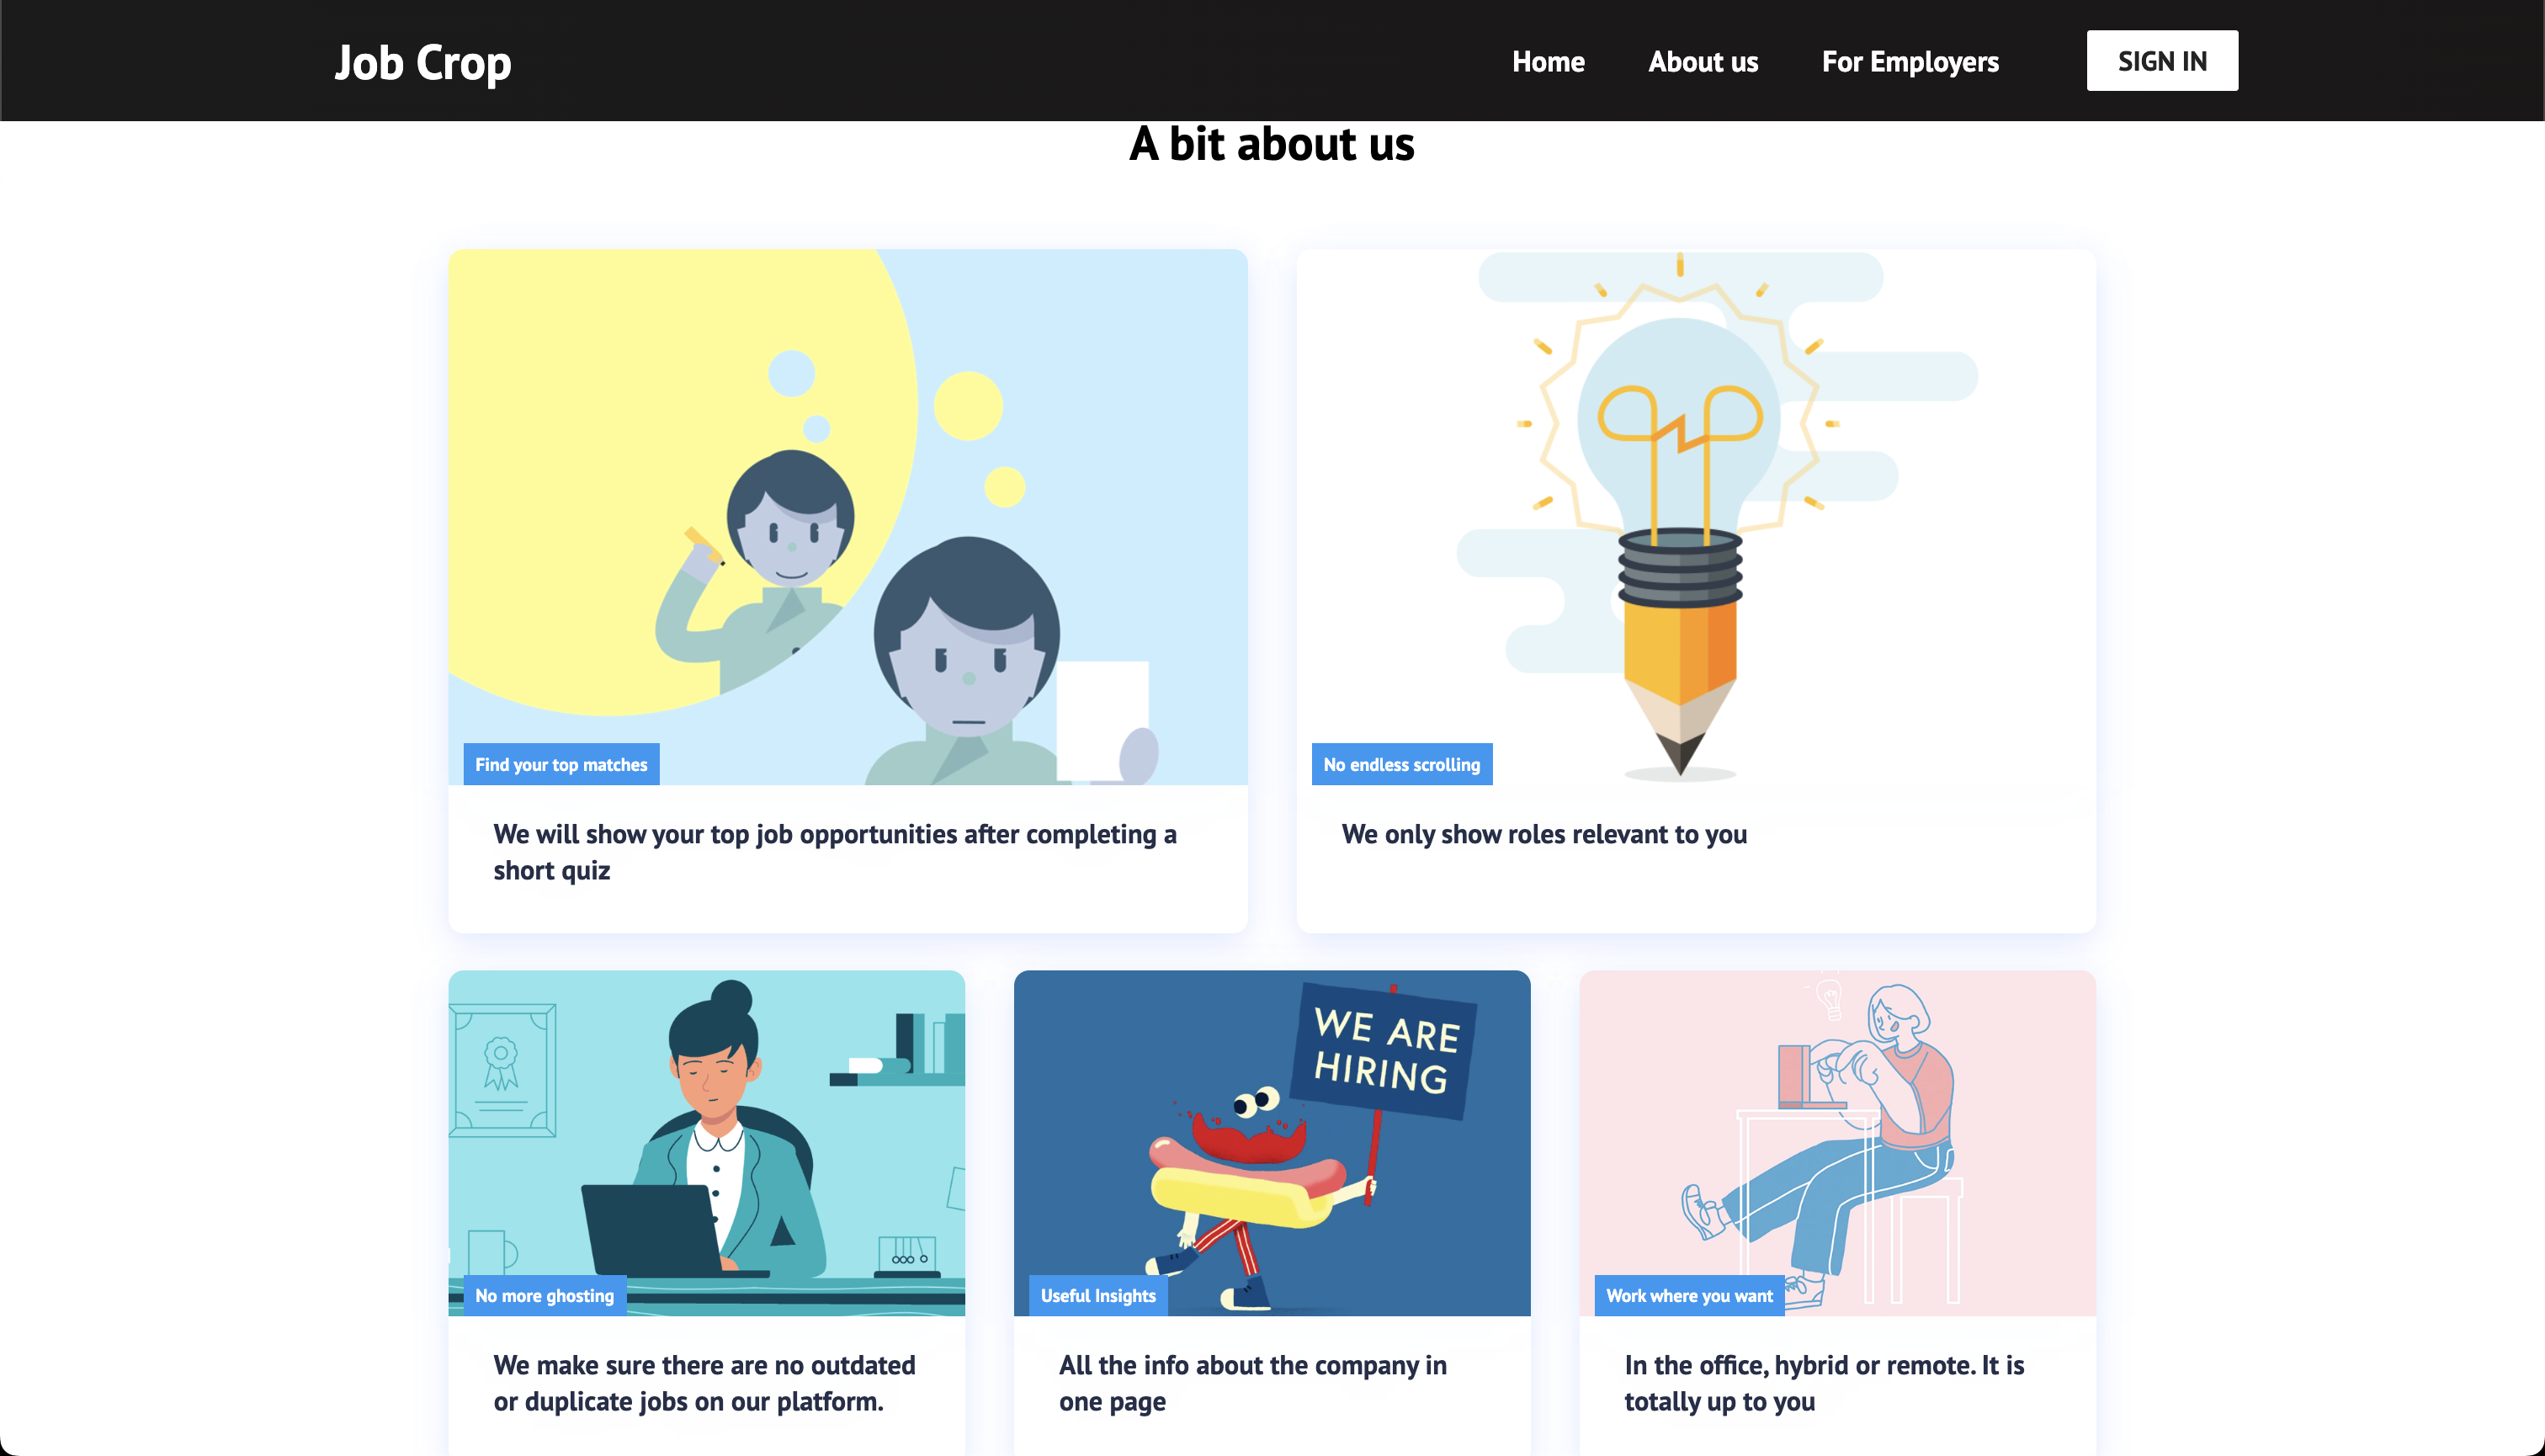 Job Crop
Home
About us
For Employers
SIGN IN
A bit about us
Find your top matches
We will show your top job opportunities after completing a
short quiz
No endless scrolling
We only show roles relevant to you
No more ghosting
We make sure there are no outdated
or duplicate jobs on our platform.
WE ARE
HIRING
Useful Insights
All the info about the company in
one page
Work where you want
In the office, hybrid or remote. It is
totally up to you